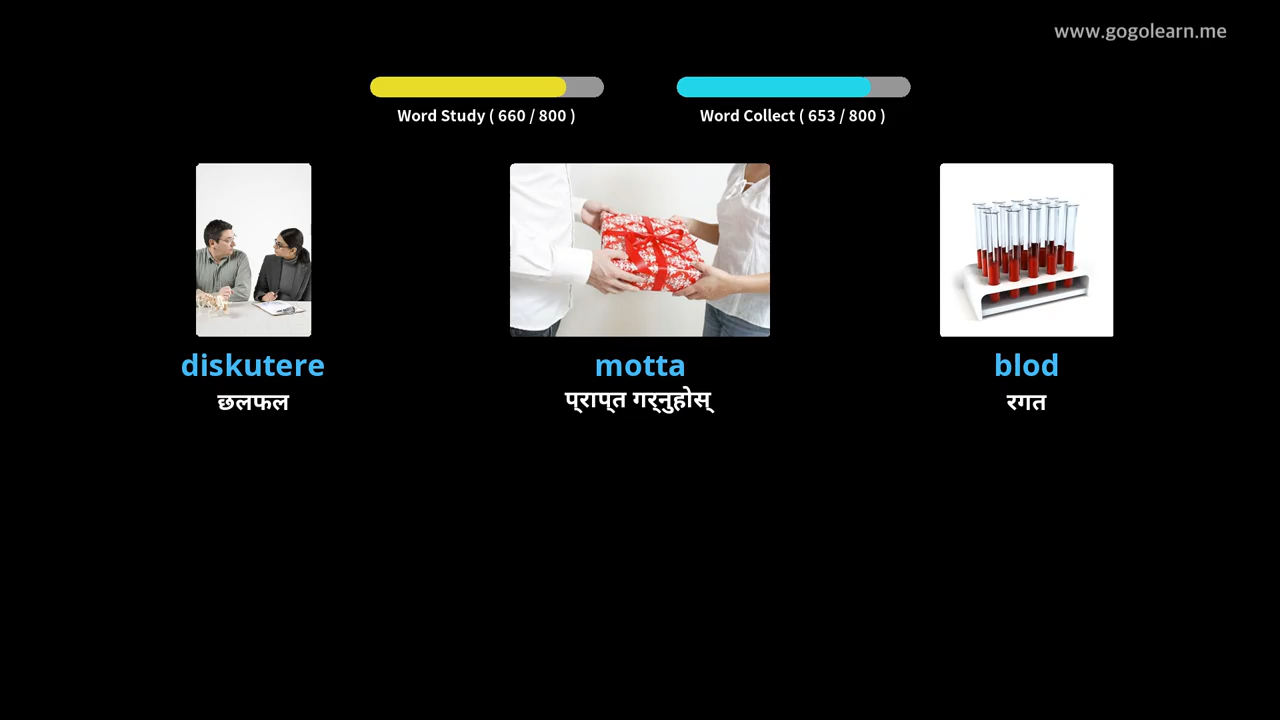 www.gogolearn.me
Word Study ( 660 / 800 )
Word Collect ( 653 / 800 )
diskutere
motta
blod
छलफल
प्राप्त गर्नुहोस्
रगत